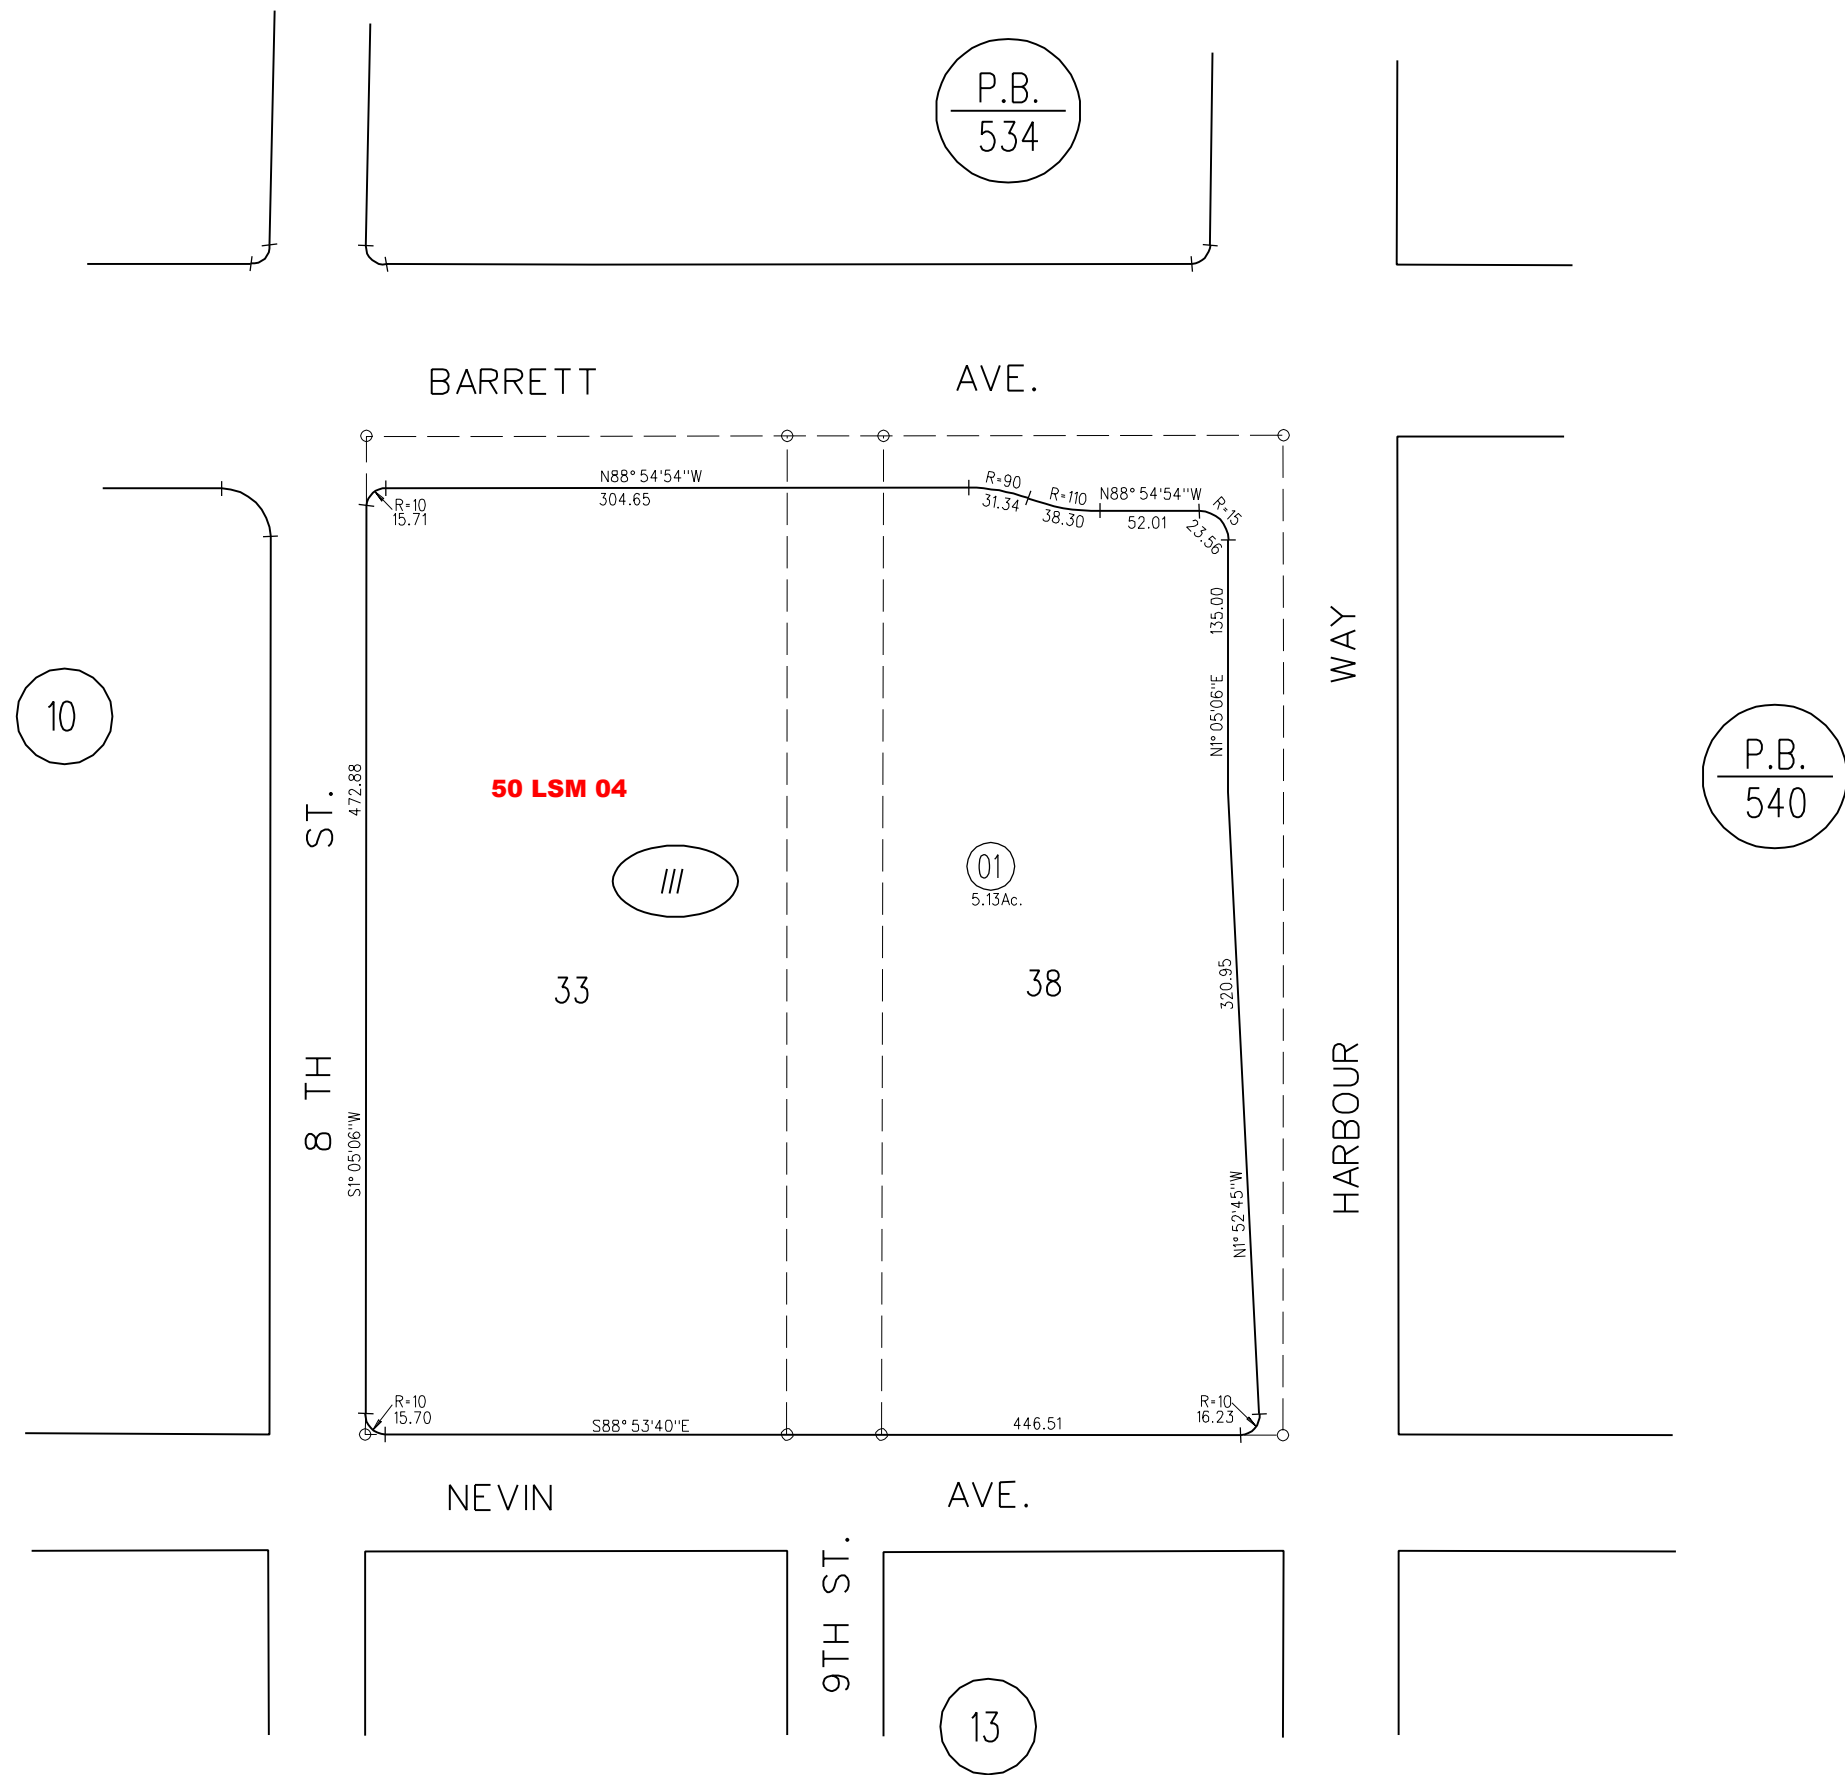 P.B.
534
BARRETT AVE.
N88° 54'54"W
304.65
R=90
31.34
R=110
38.30
N88° 54'54"W
52.01
R=15
23.56
R=10
15.71
135.00
N1° 05'06"E
WAY
10
P.B.
540
50 LSM 04
472.88
ST.
///
01
5.13Ac.
33
38
320.95
8 TH
HARBOUR
S1° 05'06"W
N1° 52'45"W
R=10
15.70
S88° 53'40"E
446.51
R=10
16.23
NEVIN AVE.
9TH ST.
13